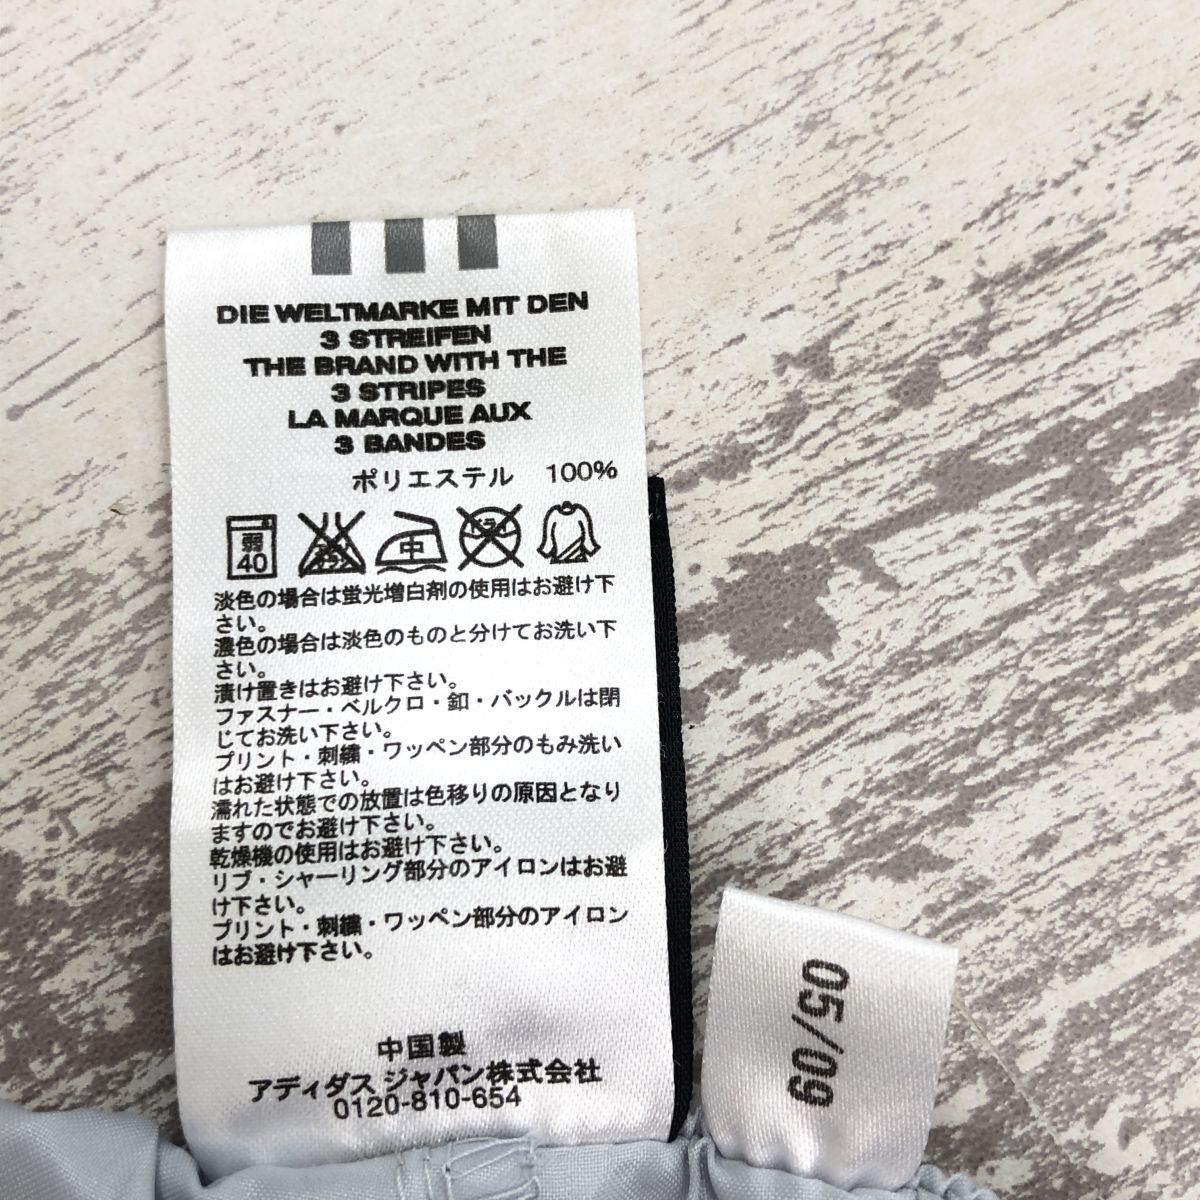 DIE WELTMARKE MIT DEN
3 STREIFEN
THE BRAND WITH THE
3 STRIPES
LA MARQUE AUX
3 BANDES
ポリエステル 100%
弱
40
中
淡色の場合は蛍光増白剤の使用はお避け下
さい。
濃色の場合は淡色のものと分けてお洗い下
さい。
漬け置きはお避け下さい。
ファスナー・ベルクロ・釦・バックルは閉
じてお洗い下さい。
プリント・刺繍・ワッペン部分のもみ洗い
はお避け下さい。
濡れた状態での放置は色移りの原因となり
ますのでお避け下さい。
乾燥機の使用はお避け下さい。
リブ・シャーリング部分のアイロンはお避
け下さい。
プリント・刺繍・ワッペン部分のアイロン
はお避け下さい。
中国製
アディダス ジャパン株式会社
0120-810-654
05/09